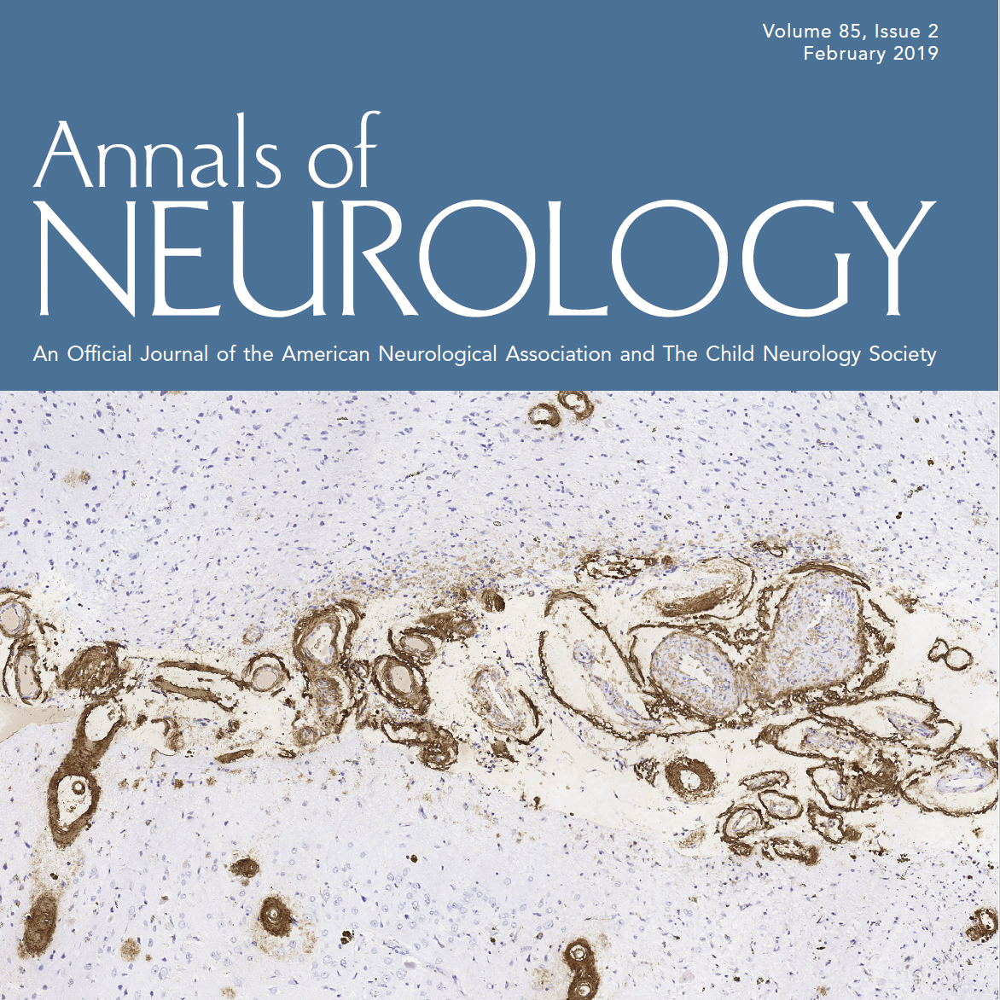 Volume 85, Issue 2
February 2019
Annals of
NEUROLOGY
An Official Journal of the American Neurological Association and The Child Neurology Society